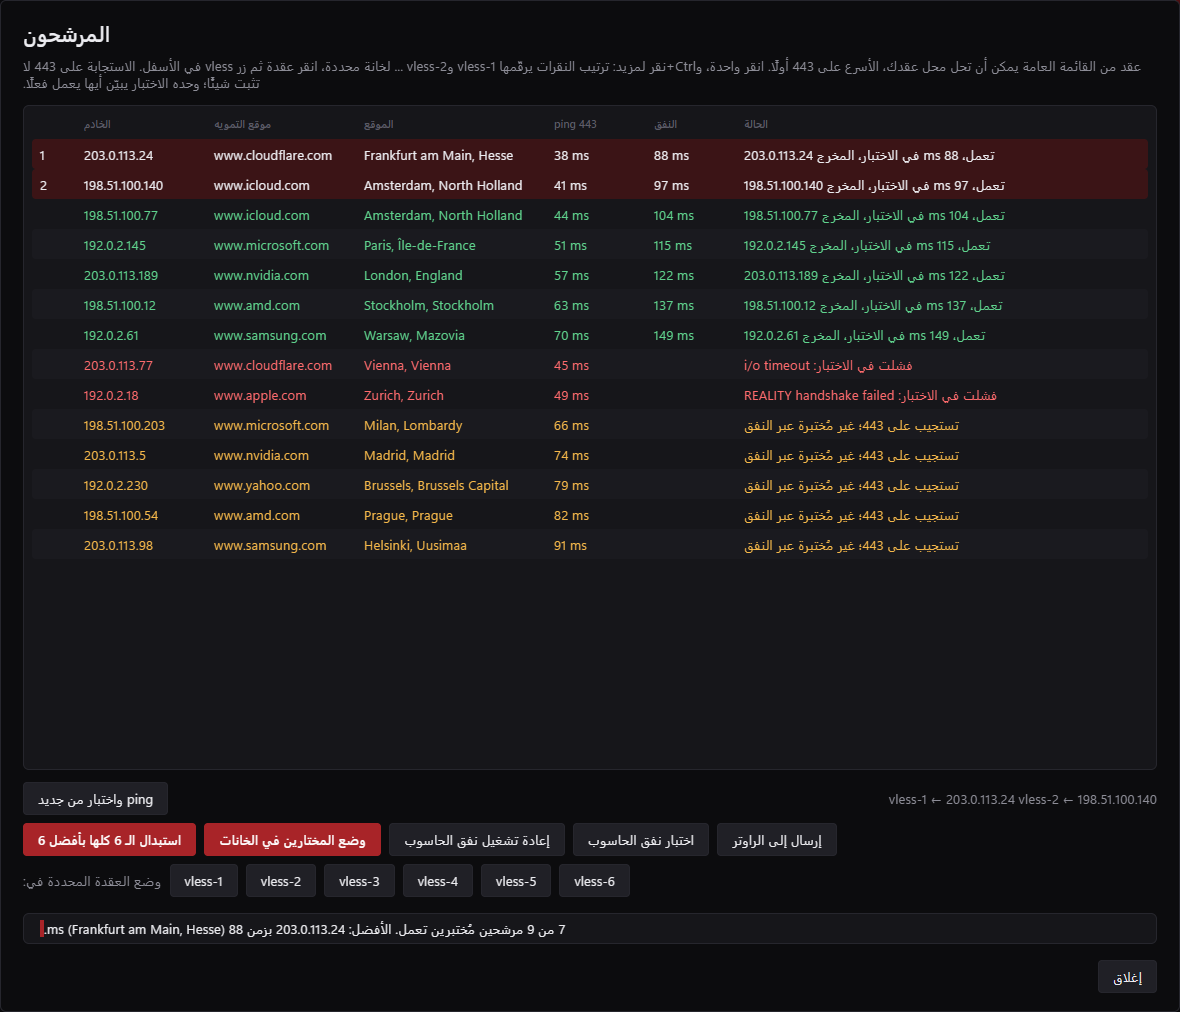 المرشحون
عقد من القائمة العامة يمكن أن تحل محل عقدك، الأسرع على 443 أولًا. انقر واحدة، وCtrl+نقر لمزيد: ترتيب النقرات يرقّمها vless-1 وvless-2 ... لخانة محددة، انقر عقدة ثم زر vless في الأسفل. الاستجابة على 443 لا
تثبت شيئًا؛ وحده الاختبار يبيّن أيها يعمل فعلًا.
الخادم موقع التمويه الموقع ping 443 النفق الحالة
1 203.0.113.24 www.cloudflare.com Frankfurt am Main, Hesse 38 ms 88 ms تعمل، 88 ms في الاختبار، المخرج 203.0.113.24
2 198.51.100.140 www.icloud.com Amsterdam, North Holland 41 ms 97 ms تعمل، 97 ms في الاختبار، المخرج 198.51.100.140
198.51.100.77 www.icloud.com Amsterdam, North Holland 44 ms 104 ms تعمل، 104 ms في الاختبار، المخرج 198.51.100.77
192.0.2.145 www.microsoft.com Paris, Île-de-France 51 ms 115 ms تعمل، 115 ms في الاختبار، المخرج 192.0.2.145
203.0.113.189 www.nvidia.com London, England 57 ms 122 ms تعمل، 122 ms في الاختبار، المخرج 203.0.113.189
198.51.100.12 www.amd.com Stockholm, Stockholm 63 ms 137 ms تعمل، 137 ms في الاختبار، المخرج 198.51.100.12
192.0.2.61 www.samsung.com Warsaw, Mazovia 70 ms 149 ms تعمل، 149 ms في الاختبار، المخرج 192.0.2.61
203.0.113.77 www.cloudflare.com Vienna, Vienna 45 ms فشلت في الاختبار: i/o timeout
192.0.2.18 www.apple.com Zurich, Zurich 49 ms فشلت في الاختبار: REALITY handshake failed
198.51.100.203 www.microsoft.com Milan, Lombardy 66 ms تستجيب على 443؛ غير مُختبرة عبر النفق
203.0.113.5 www.nvidia.com Madrid, Madrid 74 ms تستجيب على 443؛ غير مُختبرة عبر النفق
192.0.2.230 www.yahoo.com Brussels, Brussels Capital 79 ms تستجيب على 443؛ غير مُختبرة عبر النفق
198.51.100.54 www.amd.com Prague, Prague 82 ms تستجيب على 443؛ غير مُختبرة عبر النفق
203.0.113.98 www.samsung.com Helsinki, Uusimaa 91 ms تستجيب على 443؛ غير مُختبرة عبر النفق
ping واختبار من جديد
vless-1 ← 203.0.113.24 vless-2 ← 198.51.100.140
استبدال الـ 6 كلها بأفضل 6
وضع المختارين في الخانات
إعادة تشغيل نفق الحاسوب
اختبار نفق الحاسوب
إرسال إلى الراوتر
وضع العقدة المحددة في: vless-1 vless-2 vless-3 vless-4 vless-5 vless-6
7 من 9 مرشحين مُختبرين تعمل. الأفضل: 203.0.113.24 بزمن 88 ms (Frankfurt am Main, Hesse).
إغلاق